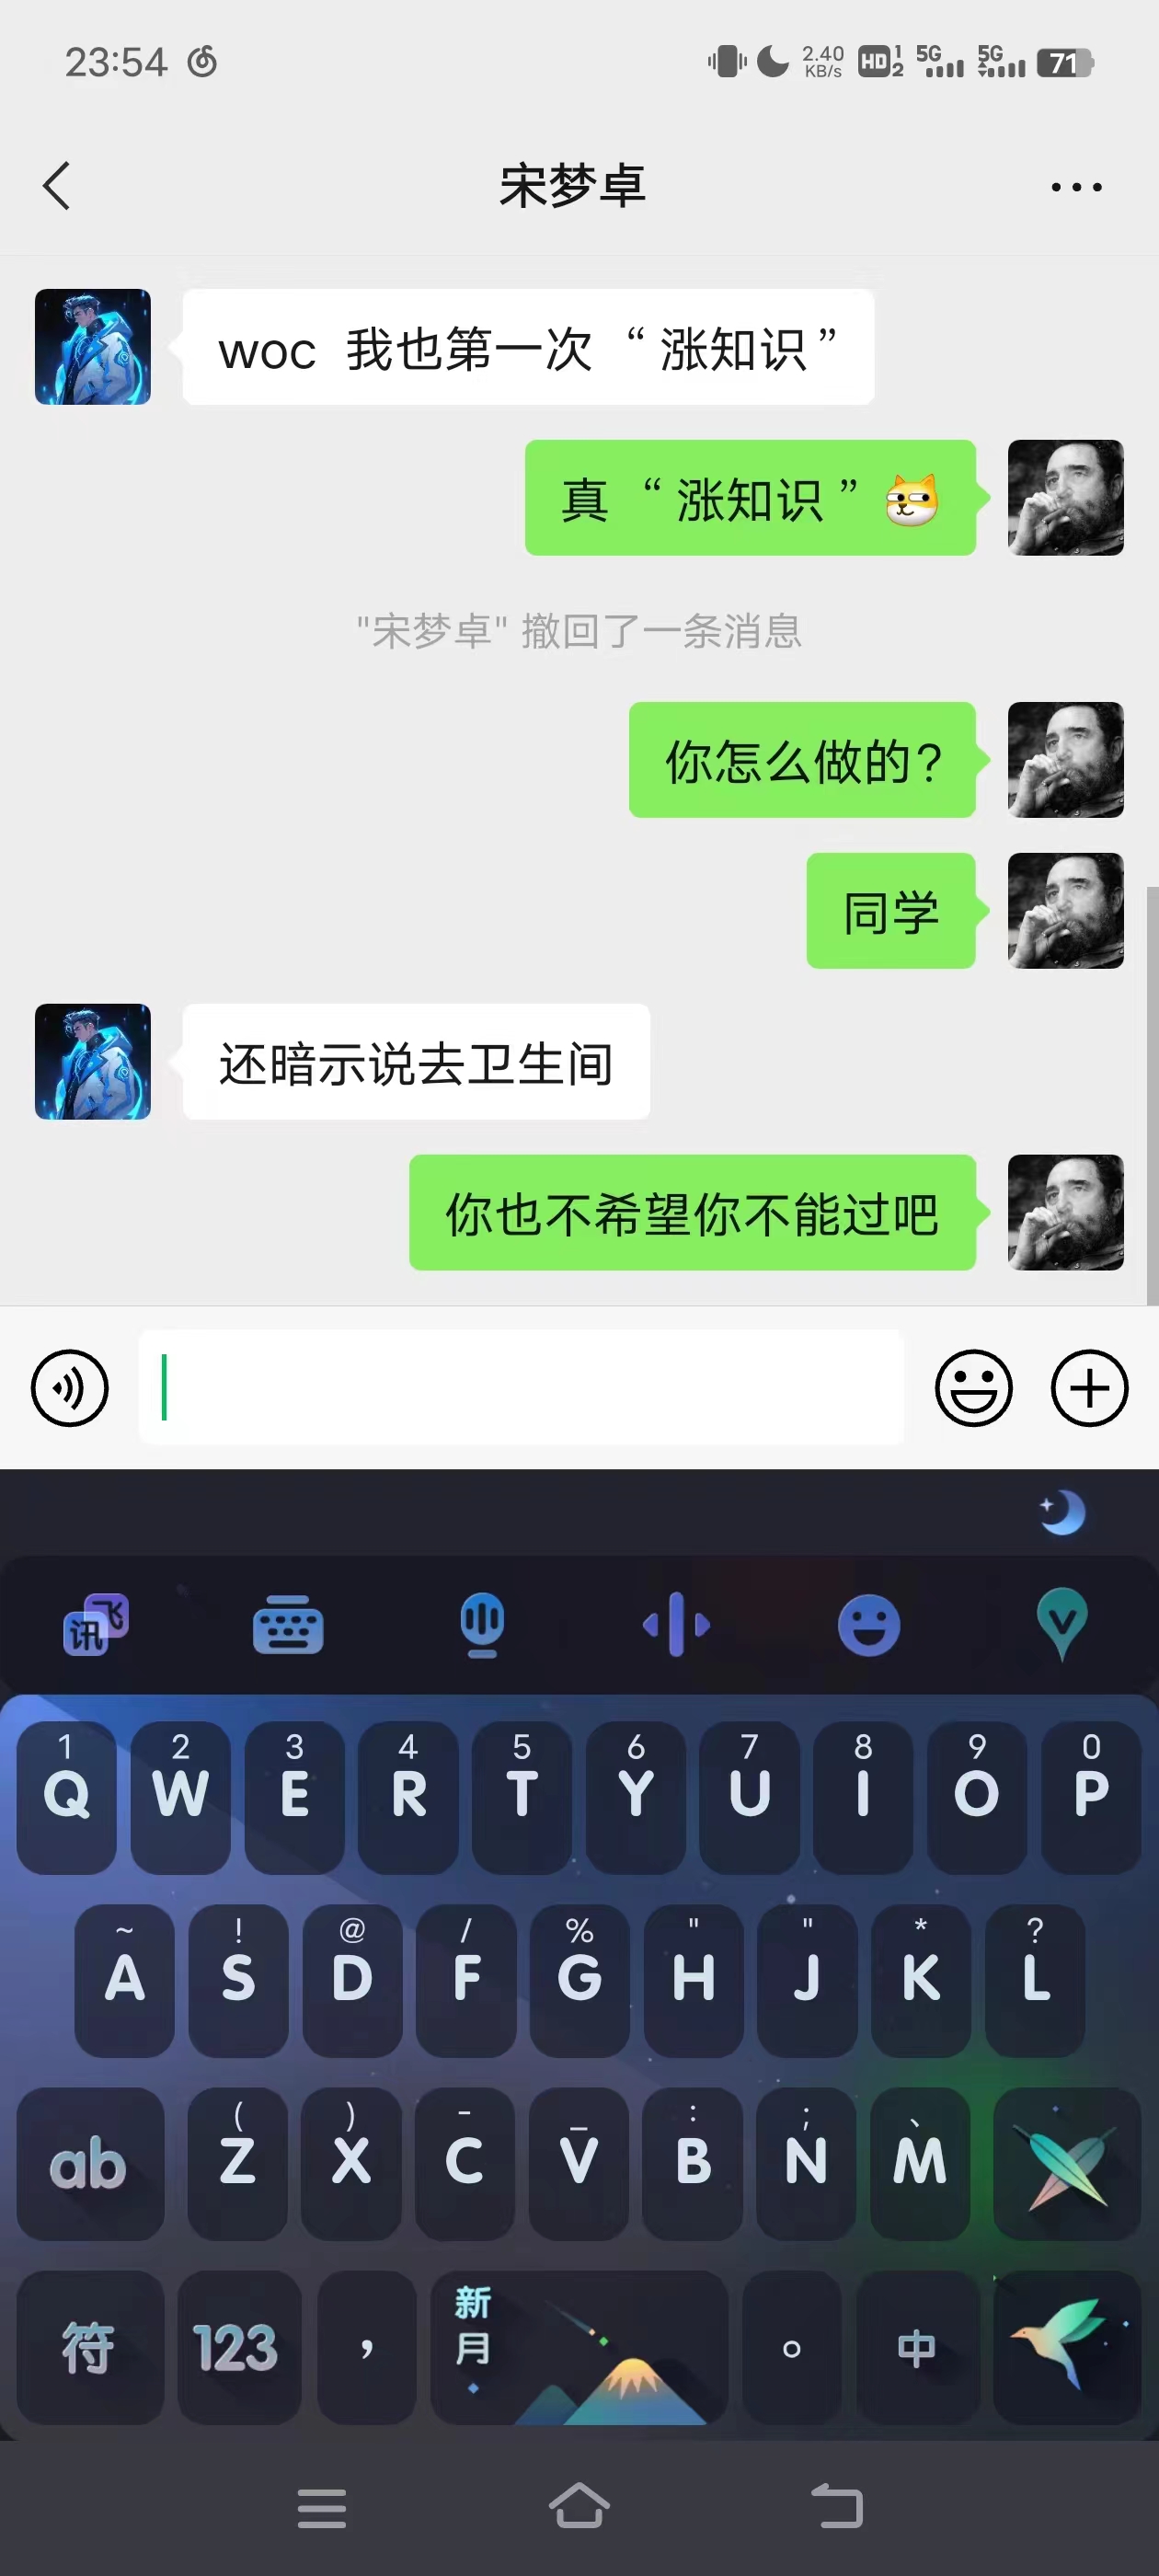 23:54
2.40
KB/s
HD 1 2
5G
5G
71
宋梦卓
woc 我也第一次“涨知识”
真“涨知识”
"宋梦卓" 撤回了一条消息
你怎么做的?
同学
还暗示说去卫生间
你也不希望你不能过吧
讯飞
1 2 3 4 5 6 7 8 9 0
Q W E R T Y U I O P
~ ! @ / % " " * ?
A S D F G H J K L
( ) - _ : ; 、
ab Z X C V B N M
符 123 , 新月 。 中